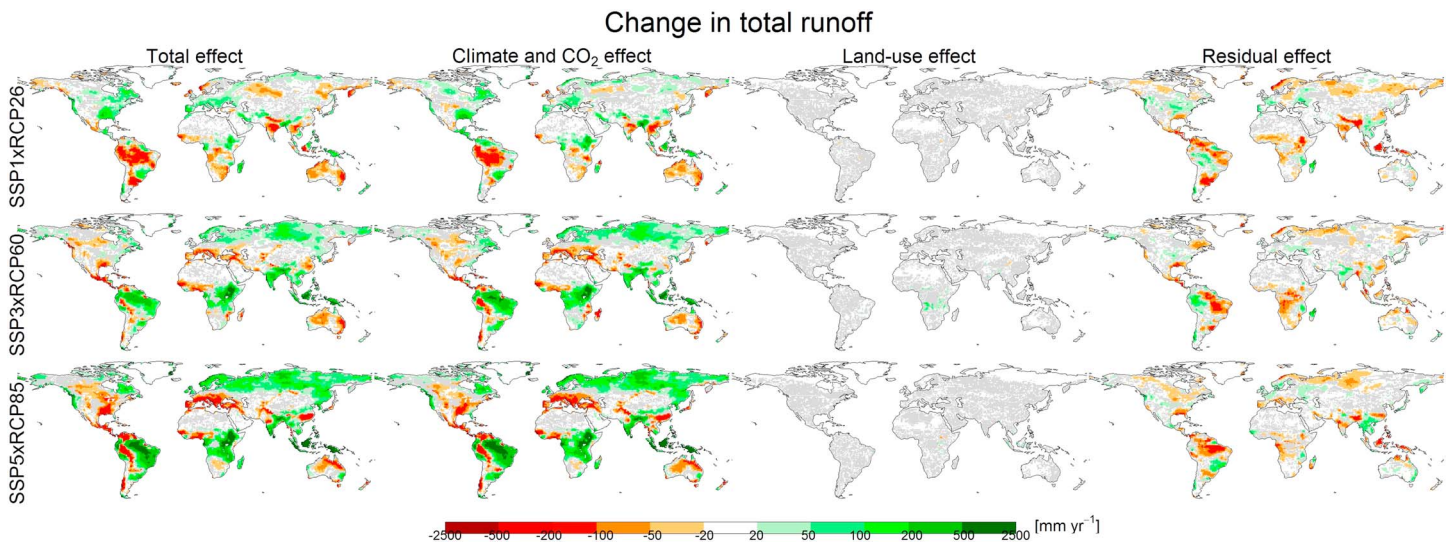 Change in total runoff
Total effect
Climate and CO₂ effect
Land-use effect
Residual effect
SSP1xRCP26
SSP3xRCP60
SSP5xRCP85
-2500 -500 -200 -100 -50 -20 20 50 100 200 500 2500 [mm yr⁻¹]